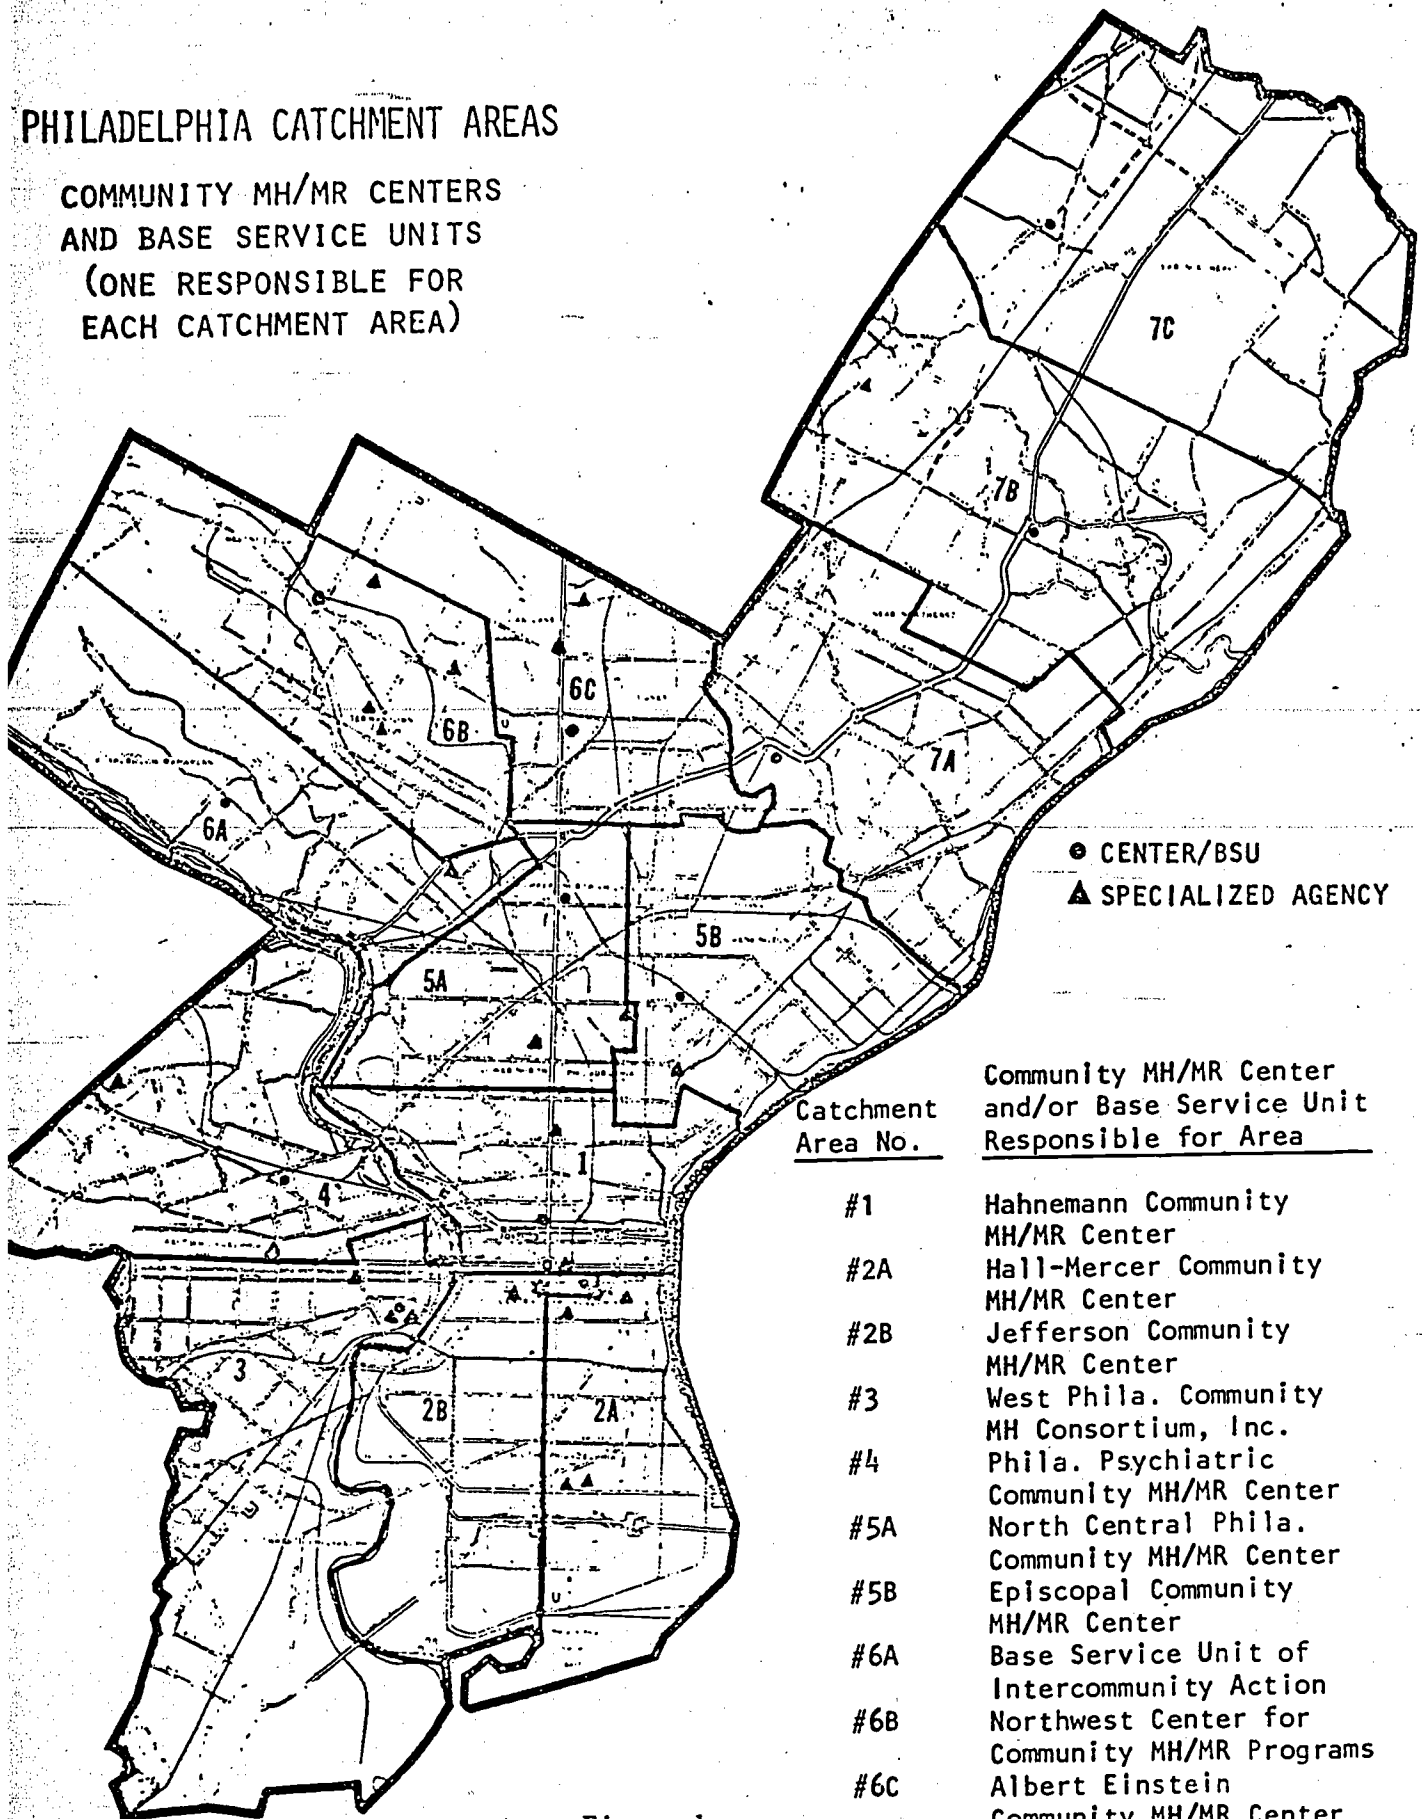 PHILADELPHIA CATCHMENT AREAS
COMMUNITY MH/MR CENTERS
AND BASE SERVICE UNITS
(ONE RESPONSIBLE FOR
EACH CATCHMENT AREA)
7C
7B
NEAR NORTHEAST
6C
6B
7A
6A
CENTER/BSU
SPECIALIZED AGENCY
5B
5A
1
4
3
2B
2A
Catchment
Area No.
Community MH/MR Center
and/or Base Service Unit
Responsible for Area
#1 Hahnemann Community
MH/MR Center
#2A Hall-Mercer Community
MH/MR Center
#2B Jefferson Community
MH/MR Center
#3 West Phila. Community
MH Consortium, Inc.
#4 Phila. Psychiatric
Community MH/MR Center
#5A North Central Phila.
Community MH/MR Center
#5B Episcopal Community
MH/MR Center
#6A Base Service Unit of
Intercommunity Action
#6B Northwest Center for
Community MH/MR Programs
#6C Albert Einstein
Community MH/MR Center